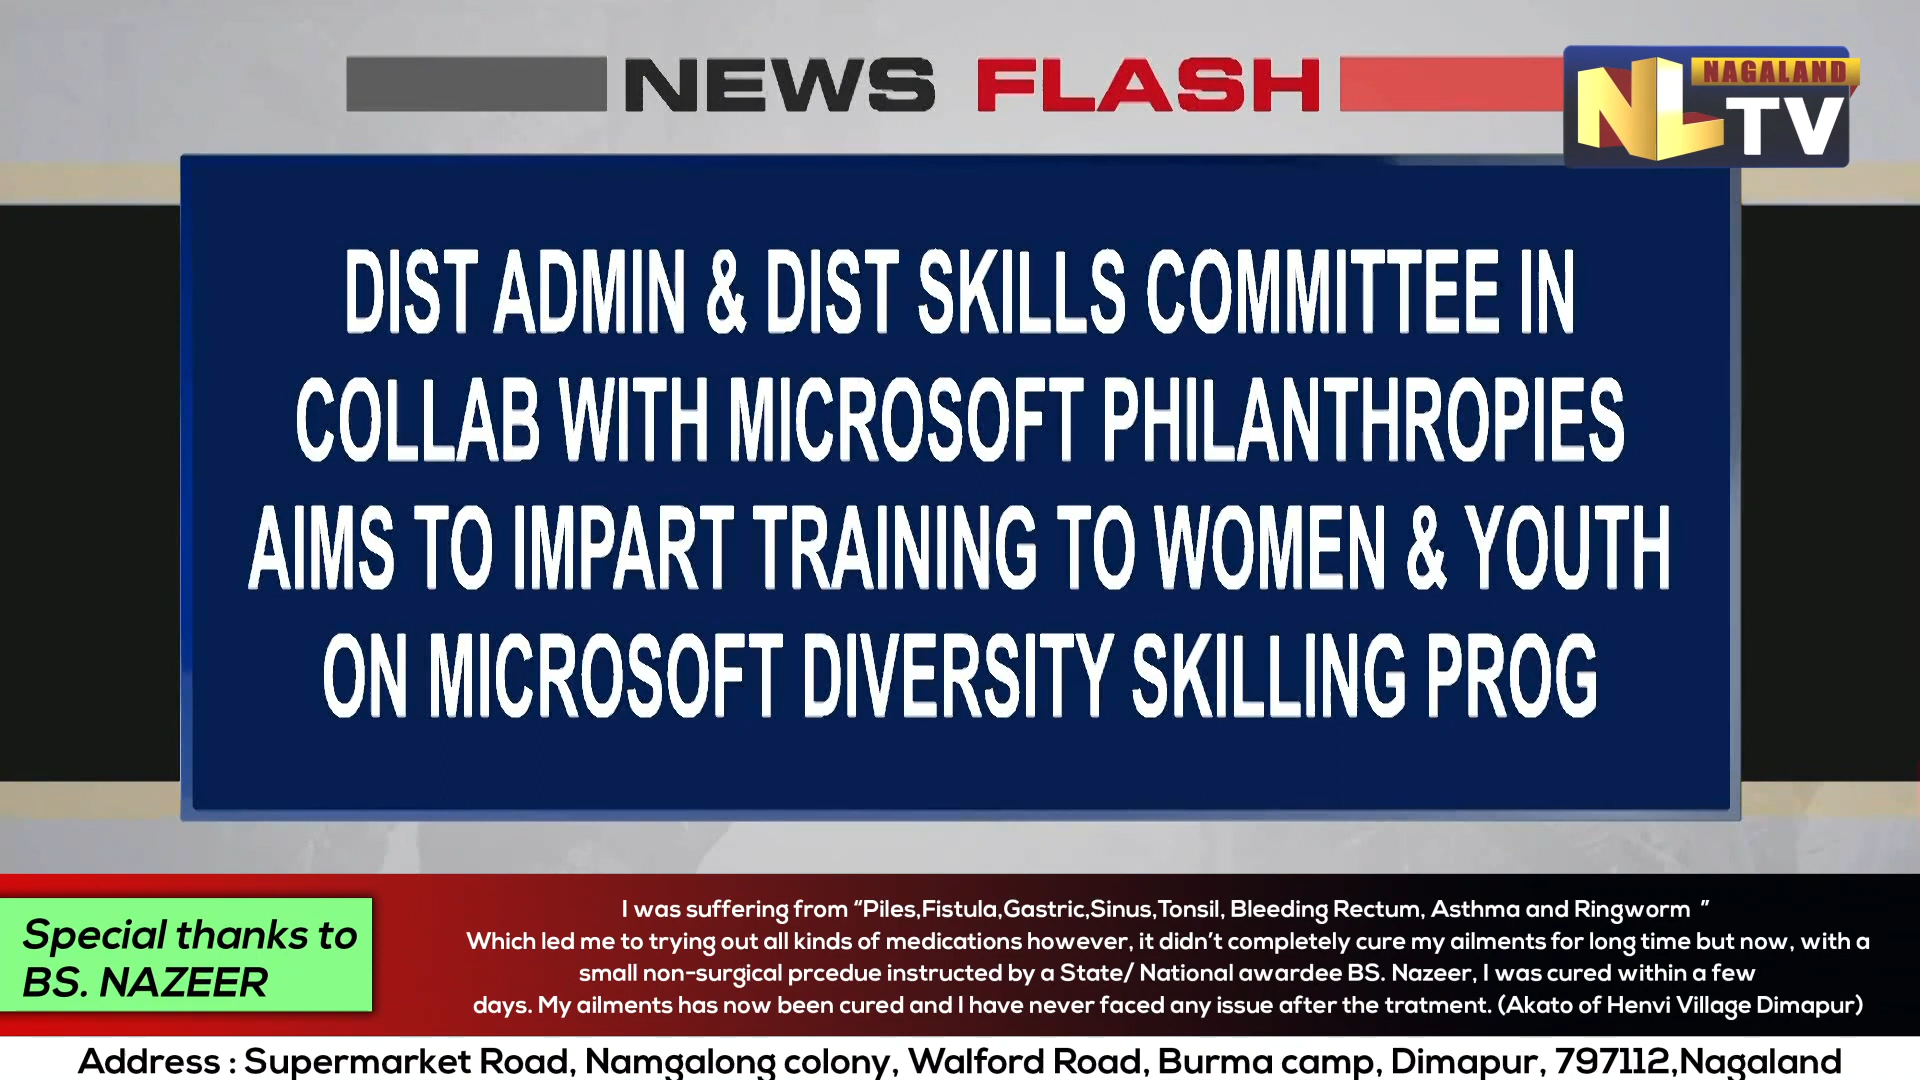 NEWS FLASH
NAGALAND
NL TV
DIST ADMIN & DIST SKILLS COMMITTEE IN
COLLAB WITH MICROSOFT PHILANTHROPIES
AIMS TO IMPART TRAINING TO WOMEN & YOUTH
ON MICROSOFT DIVERSITY SKILLING PROG
Special thanks to
BS. NAZEER
I was suffering from “Piles,Fistula,Gastric,Sinus,Tonsil, Bleeding Rectum, Asthma and Ringworm ”
Which led me to trying out all kinds of medications however, it didn’t completely cure my ailments for long time but now, with a
small non-surgical prcedue instructed by a State/ National awardee BS. Nazeer, I was cured within a few
days. My ailments has now been cured and I have never faced any issue after the tratment. (Akato of Henvi Village Dimapur)
Address : Supermarket Road, Namgalong colony, Walford Road, Burma camp, Dimapur, 797112,Nagaland